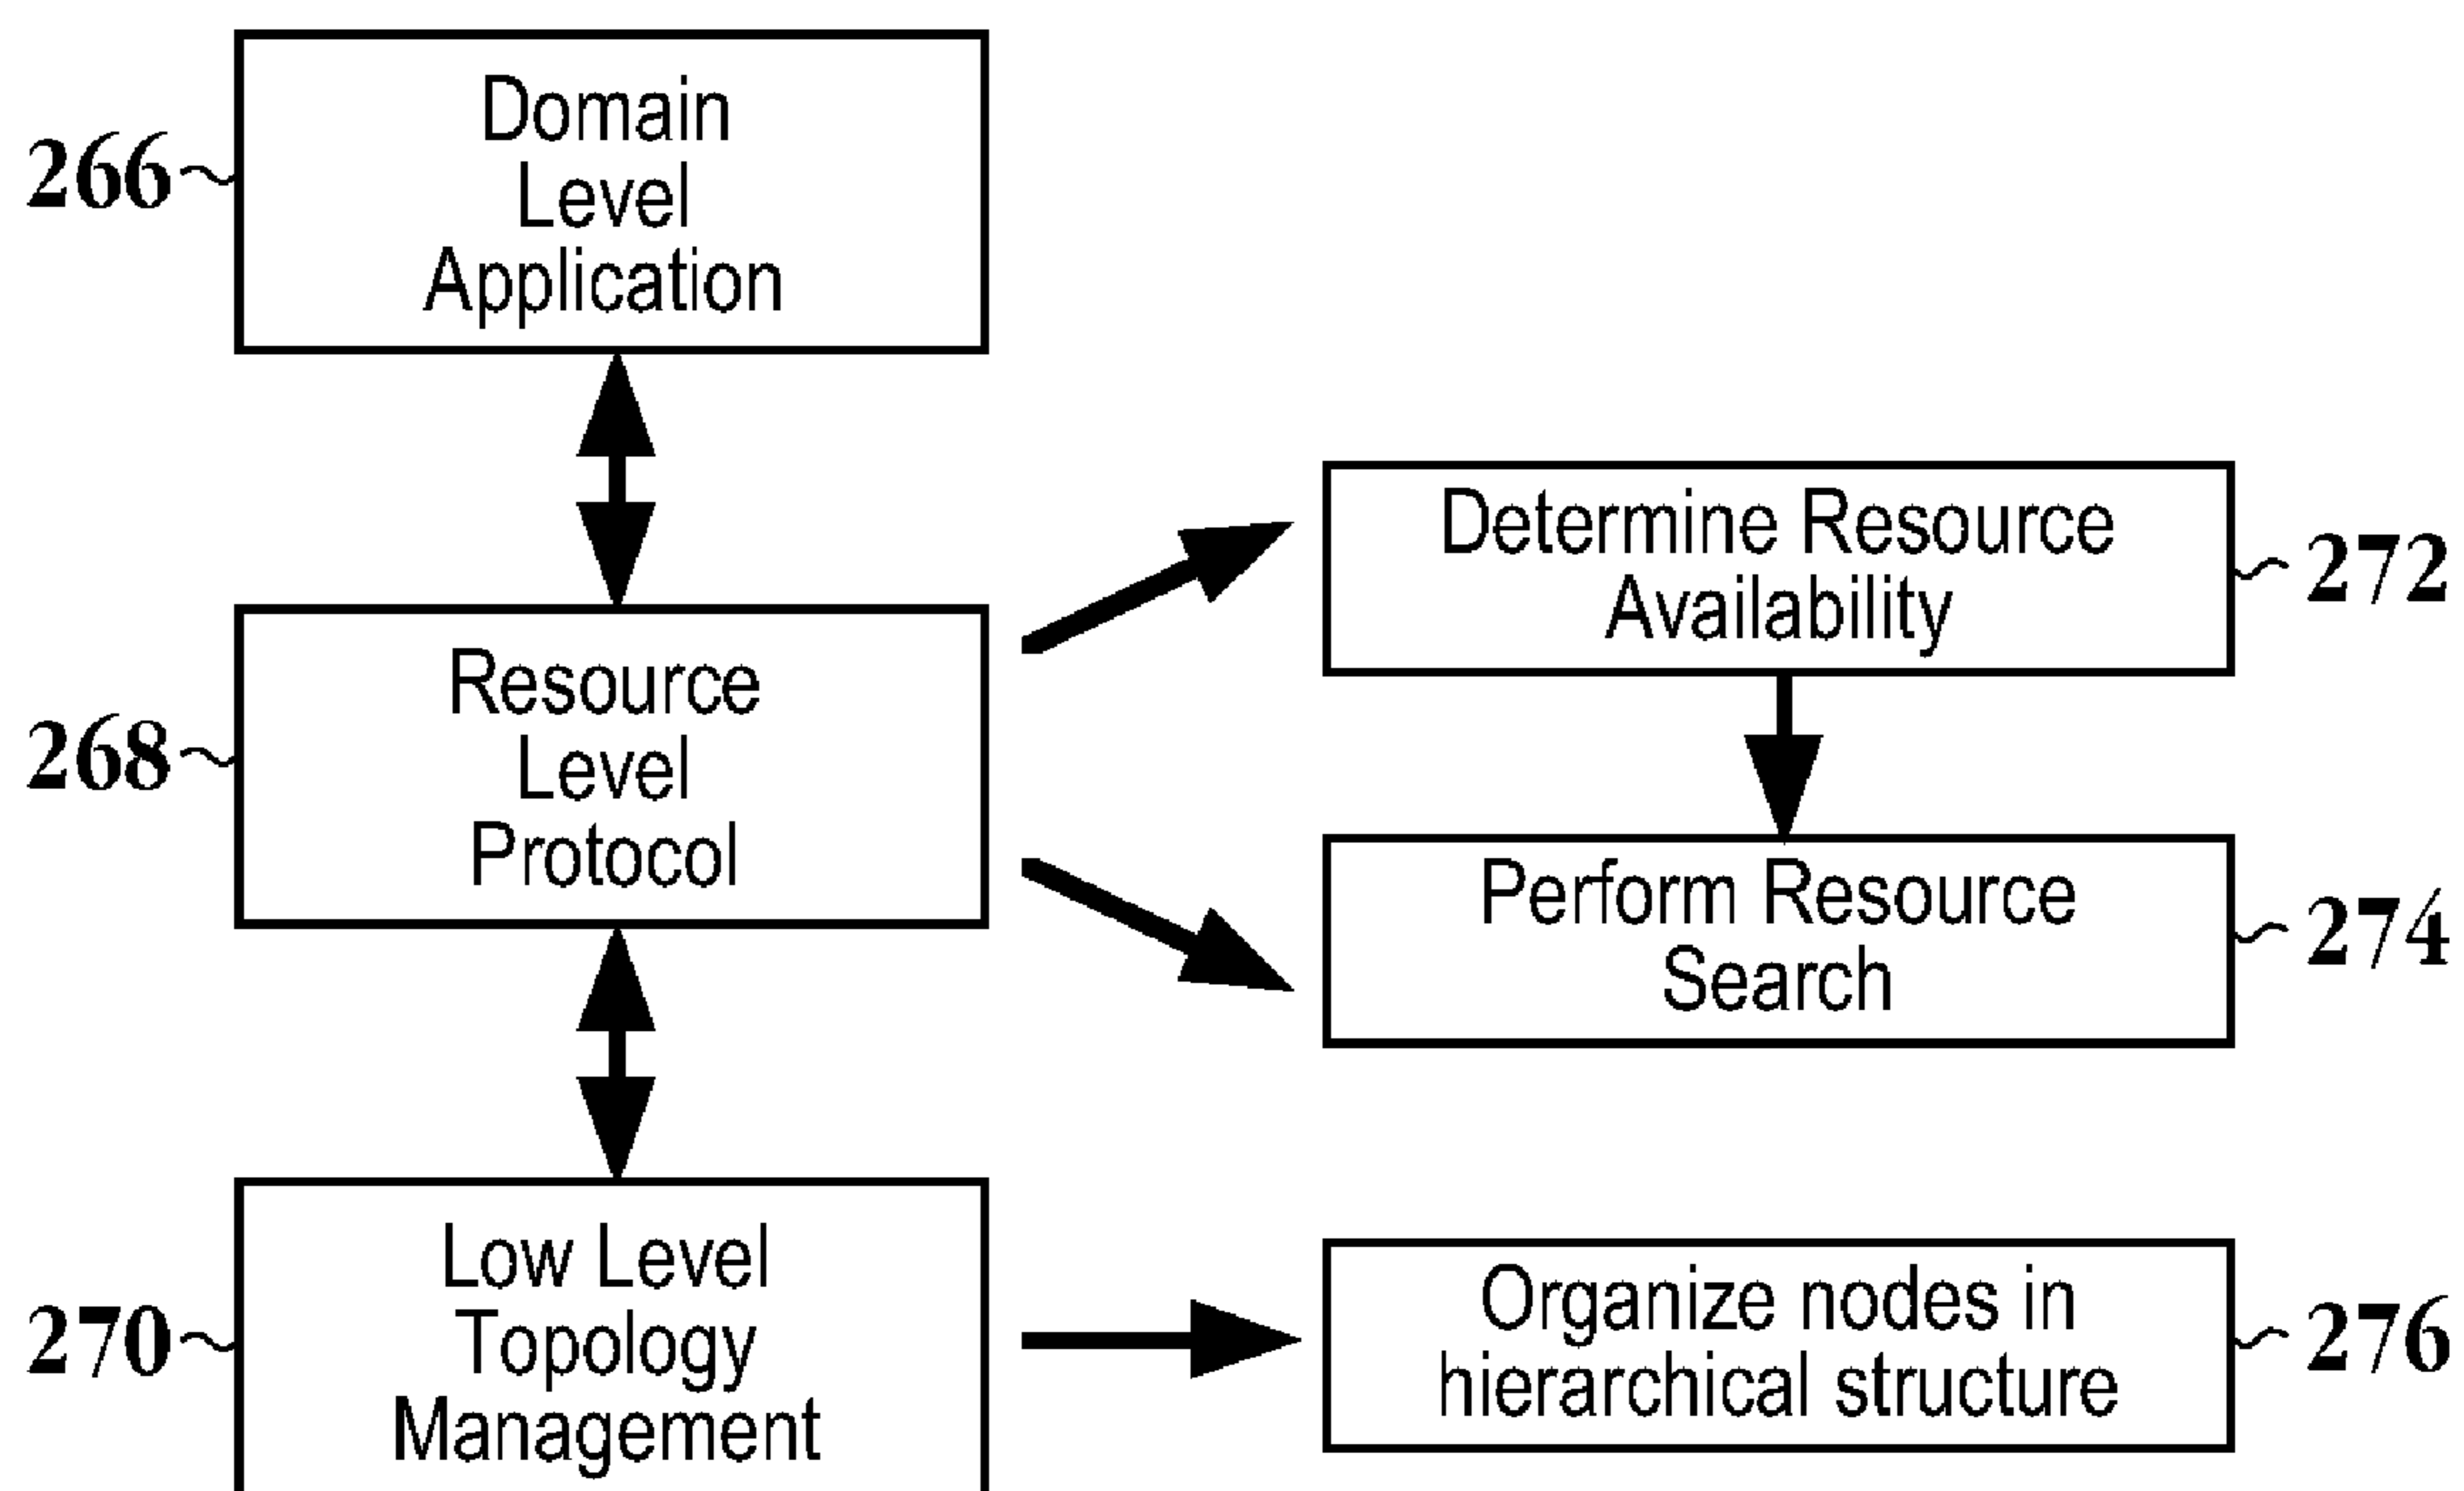 266
Domain
Level
Application
268
Resource
Level
Protocol
270
Low Level
Topology
Management
Determine Resource
Availability
272
Perform Resource
Search
274
Organize nodes in
hierarchical structure
276